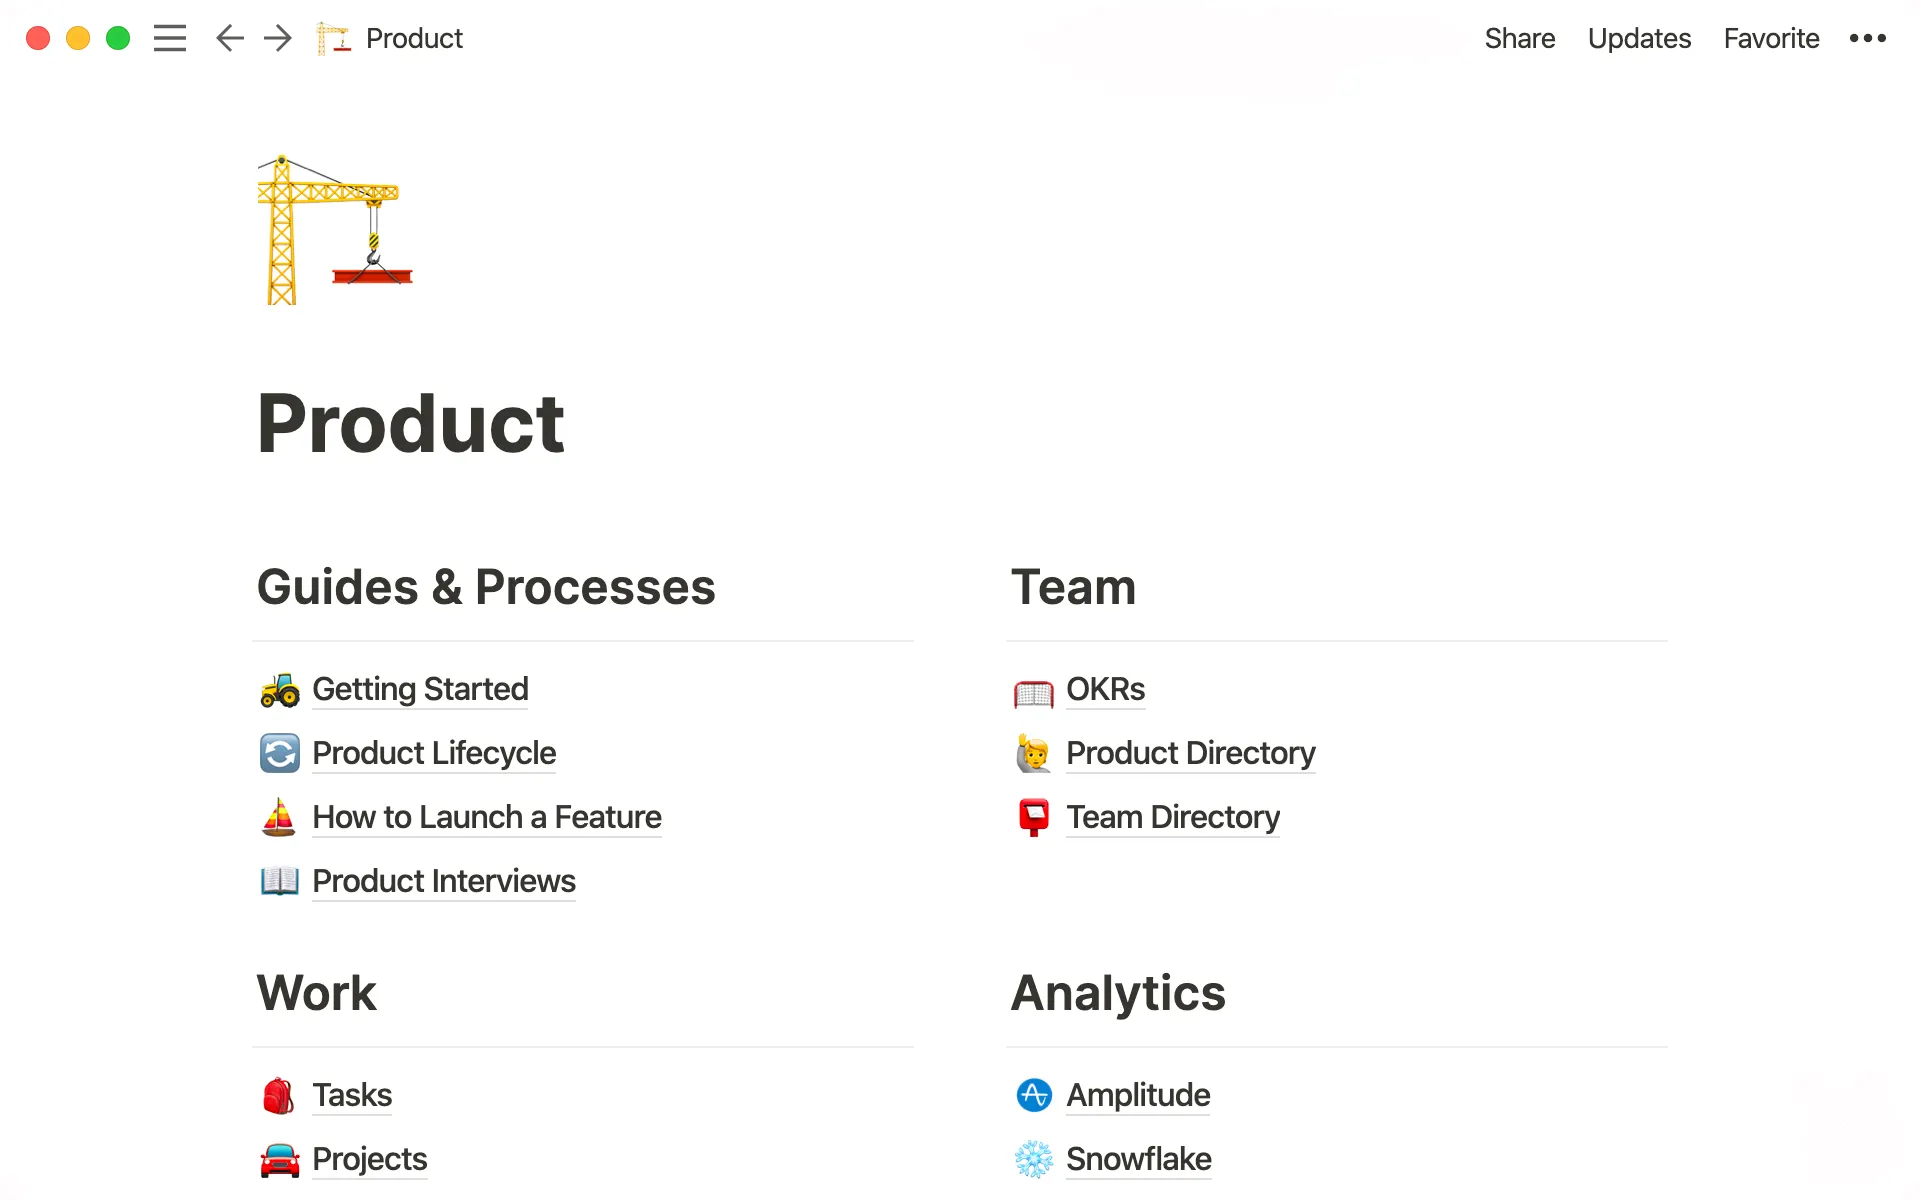 Product
Share Updates Favorite
Product
Guides & Processes
Getting Started
Product Lifecycle
How to Launch a Feature
Product Interviews
Team
OKRs
Product Directory
Team Directory
Work
Tasks
Projects
Analytics
Amplitude
Snowflake